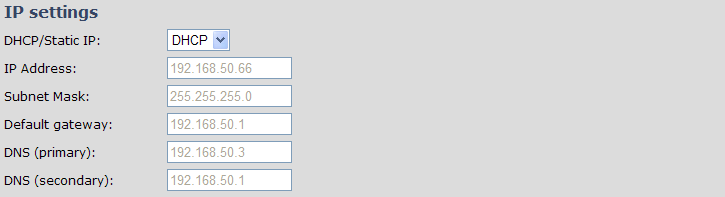 IP settings
DHCP/Static IP: DHCP
IP Address: 192.168.50.66
Subnet Mask: 255.255.255.0
Default gateway: 192.168.50.1
DNS (primary): 192.168.50.3
DNS (secondary): 192.168.50.1